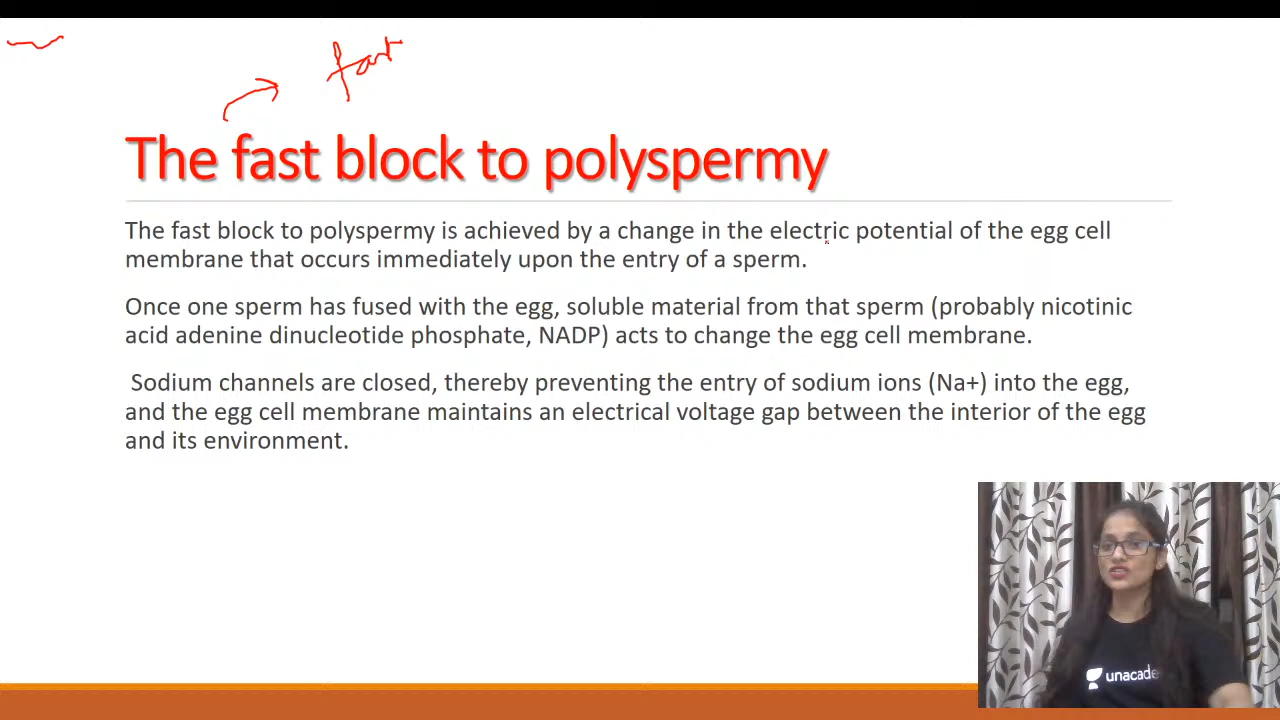 fast
The fast block to polyspermy
The fast block to polyspermy is achieved by a change in the electric potential of the egg cell
membrane that occurs immediately upon the entry of a sperm.
Once one sperm has fused with the egg, soluble material from that sperm (probably nicotinic
acid adenine dinucleotide phosphate, NADP) acts to change the egg cell membrane.
Sodium channels are closed, thereby preventing the entry of sodium ions (Na+) into the egg,
and the egg cell membrane maintains an electrical voltage gap between the interior of the egg
and its environment.
unacade